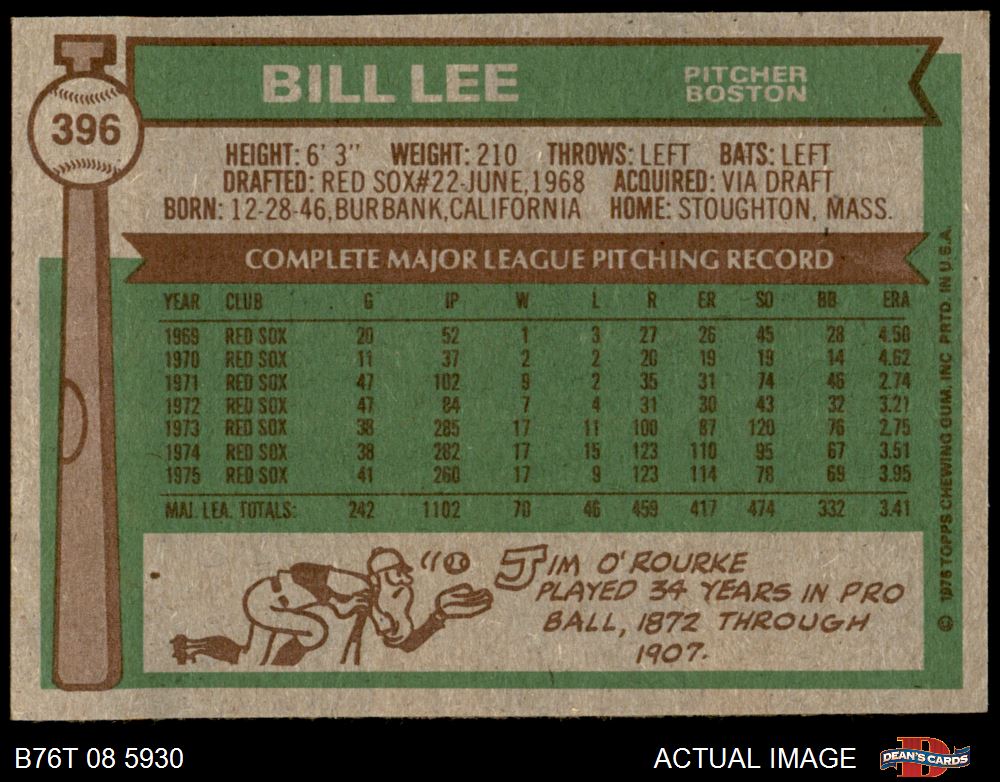 396
BILL LEE
PITCHER
BOSTON
HEIGHT: 6' 3" WEIGHT: 210 THROWS: LEFT BATS: LEFT
DRAFTED: RED SOX#22-JUNE,1968 ACQUIRED: VIA DRAFT
BORN: 12-28-46,BURBANK,CALIFORNIA HOME: STOUGHTON, MASS.
COMPLETE MAJOR LEAGUE PITCHING RECORD
YEAR CLUB G IP W L R ER SO BB ERA
1969 RED SOX 20 52 1 3 27 26 45 28 4.50
1970 RED SOX 11 37 2 2 20 19 19 14 4.62
1971 RED SOX 47 102 9 2 35 31 74 46 2.74
1972 RED SOX 47 84 7 4 31 30 43 32 3.21
1973 RED SOX 38 285 17 11 100 87 120 76 2.75
1974 RED SOX 38 282 17 15 123 110 95 67 3.51
1975 RED SOX 41 260 17 9 123 114 78 69 3.95
MAJ. LEA. TOTALS: 242 1102 70 46 459 417 474 332 3.41
JIM O'ROURKE
PLAYED 34 YEARS IN PRO
BALL, 1872 THROUGH
1907.
© 1976 TOPPS CHEWING GUM, INC. PRTD. IN U.S.A.
B76T 08 5930
ACTUAL IMAGE
DEAN'S CARDS